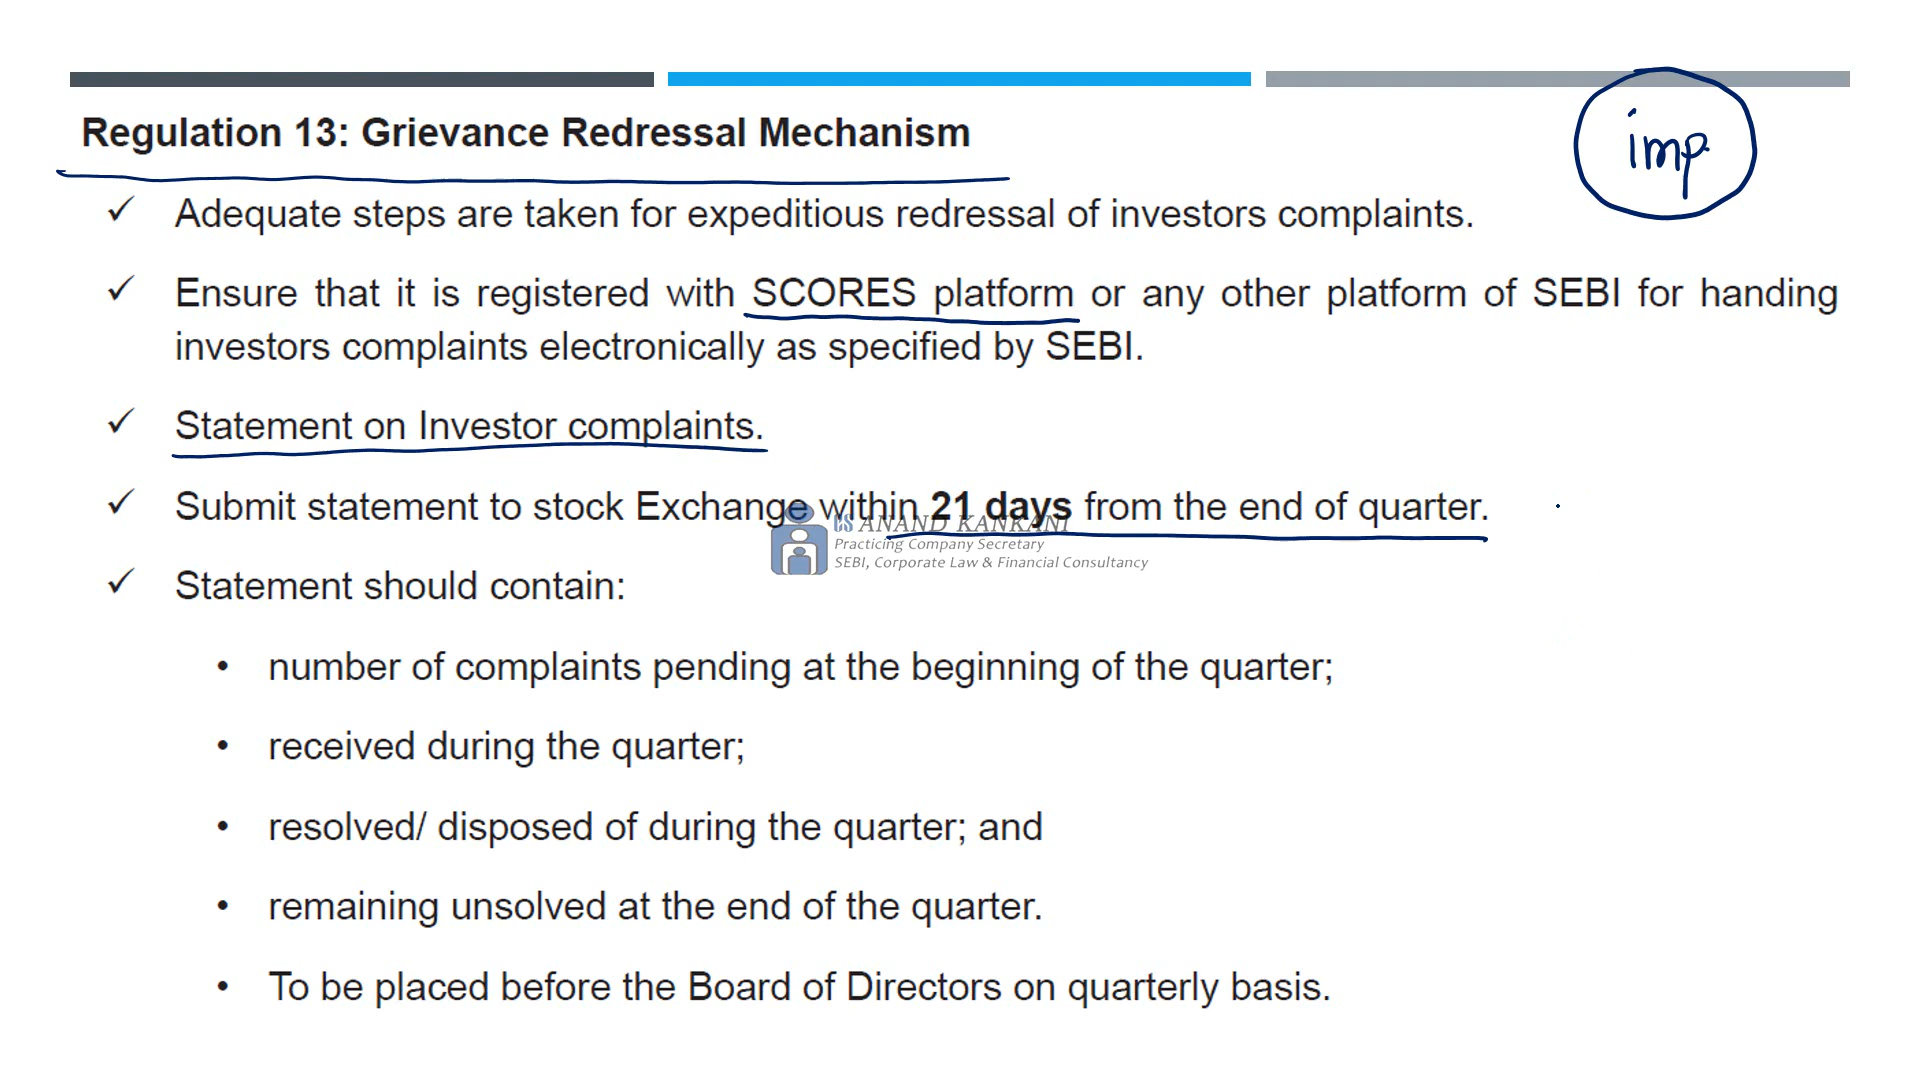 Regulation 13: Grievance Redressal Mechanism
imp
✓ Adequate steps are taken for expeditious redressal of investors complaints.
✓ Ensure that it is registered with SCORES platform or any other platform of SEBI for handing
investors complaints electronically as specified by SEBI.
✓ Statement on Investor complaints.
✓ Submit statement to stock Exchange within 21 days from the end of quarter.
CS ANAND KANKANI
Practicing Company Secretary
SEBI, Corporate Law & Financial Consultancy
✓ Statement should contain:
• number of complaints pending at the beginning of the quarter;
• received during the quarter;
• resolved/ disposed of during the quarter; and
• remaining unsolved at the end of the quarter.
• To be placed before the Board of Directors on quarterly basis.